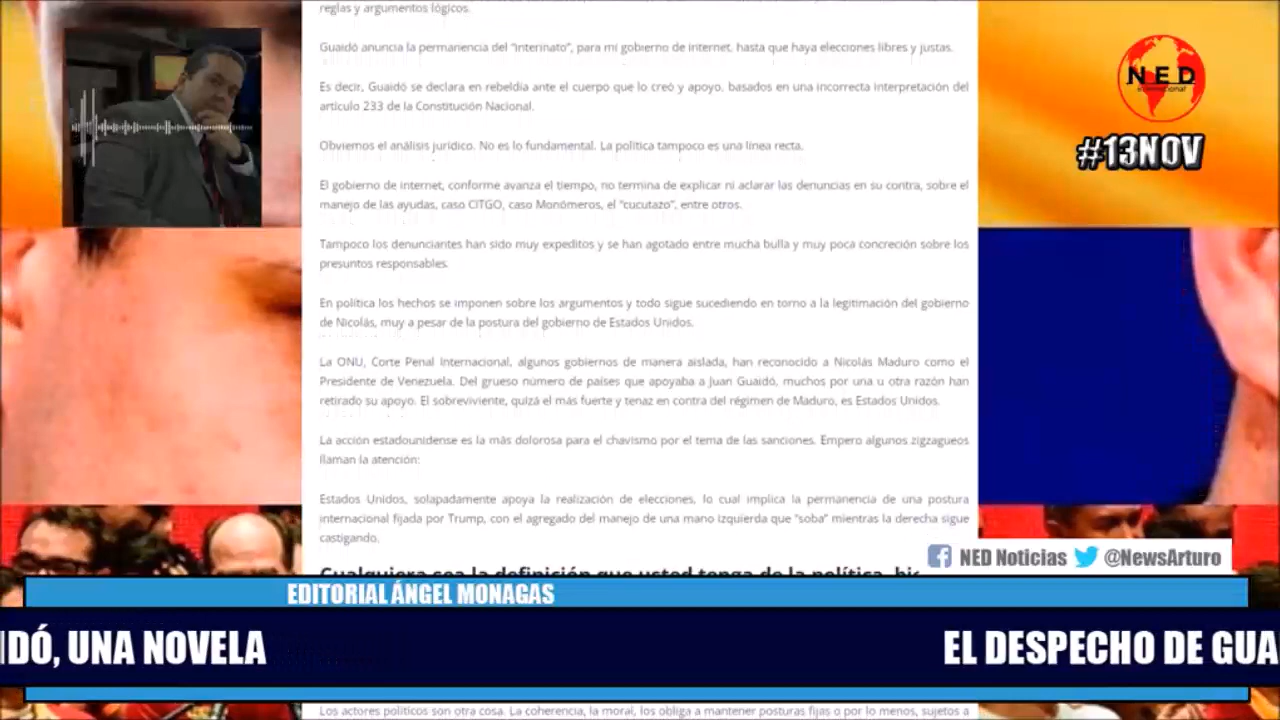 reglas y argumentos lógicos.
Guaidó anuncia la permanencia del "interinato", para mi gobierno de internet, hasta que haya elecciones libres y justas.
Es decir, Guaidó se declara en rebeldía ante el cuerpo que lo creó y apoyo, basados en una incorrecta interpretación del
artículo 233 de la Constitución Nacional.
Obviemos el análisis jurídico. No es lo fundamental. La política tampoco es una línea recta.
El gobierno de internet, conforme avanza el tiempo, no termina de explicar ni aclarar las denuncias en su contra, sobre el
manejo de las ayudas, caso CITGO, caso Monómeros, el "cucutazo", entre otros.
Tampoco los denunciantes han sido muy expeditos y se han agotado entre mucha bulla y muy poca concreción sobre los
presuntos responsables.
En política los hechos se imponen sobre los argumentos y todo sigue sucediendo en torno a la legitimación del gobierno
de Nicolás, muy a pesar de la postura del gobierno de Estados Unidos.
La ONU, Corte Penal Internacional, algunos gobiernos de manera aislada, han reconocido a Nicolás Maduro como el
Presidente de Venezuela. Del grueso número de países que apoyaba a Juan Guaidó, muchos por una u otra razón han
retirado su apoyo. El sobreviviente, quizá el más fuerte y tenaz en contra del régimen de Maduro, es Estados Unidos.
La acción estadounidense es la más dolorosa para el chavismo por el tema de las sanciones. Empero algunos zigzagueos
llaman la atención:
Estados Unidos, solapadamente apoya la realización de elecciones, lo cual implica la permanencia de una postura
internacional fijada por Trump, con el agregado del manejo de una mano izquierda que "soba" mientras la derecha sigue
castigando.
Cualquiera sea la definición que usted tenga de la política, bi
NED
international
#13NOV
NED Noticias @NewsArturo
EDITORIAL ÁNGEL MONAGAS
IDÓ, UNA NOVELA
EL DESPECHO DE GUA
Los actores políticos son otra cosa. La coherencia, la moral, los obliga a mantener posturas fijas o por lo menos, sujetos a